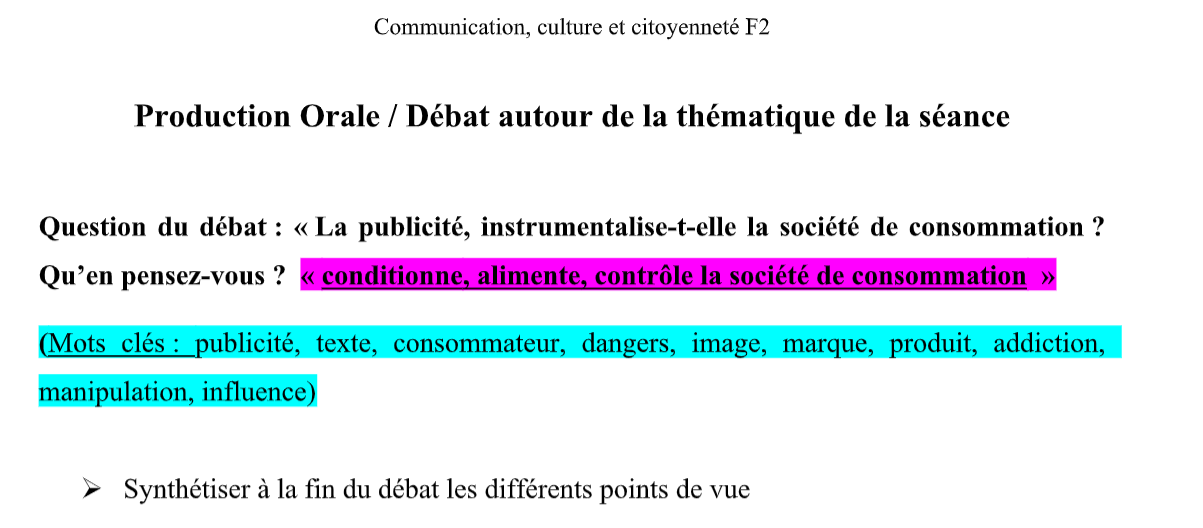 Communication, culture et citoyenneté F2
Production Orale / Débat autour de la thématique de la séance
Question du débat : « La publicité, instrumentalise-t-elle la société de consommation ?
Qu’en pensez-vous ? « conditionne, alimente, contrôle la société de consommation »
(Mots clés : publicité, texte, consommateur, dangers, image, marque, produit, addiction,
manipulation, influence)
➢ Synthétiser à la fin du débat les différents points de vue